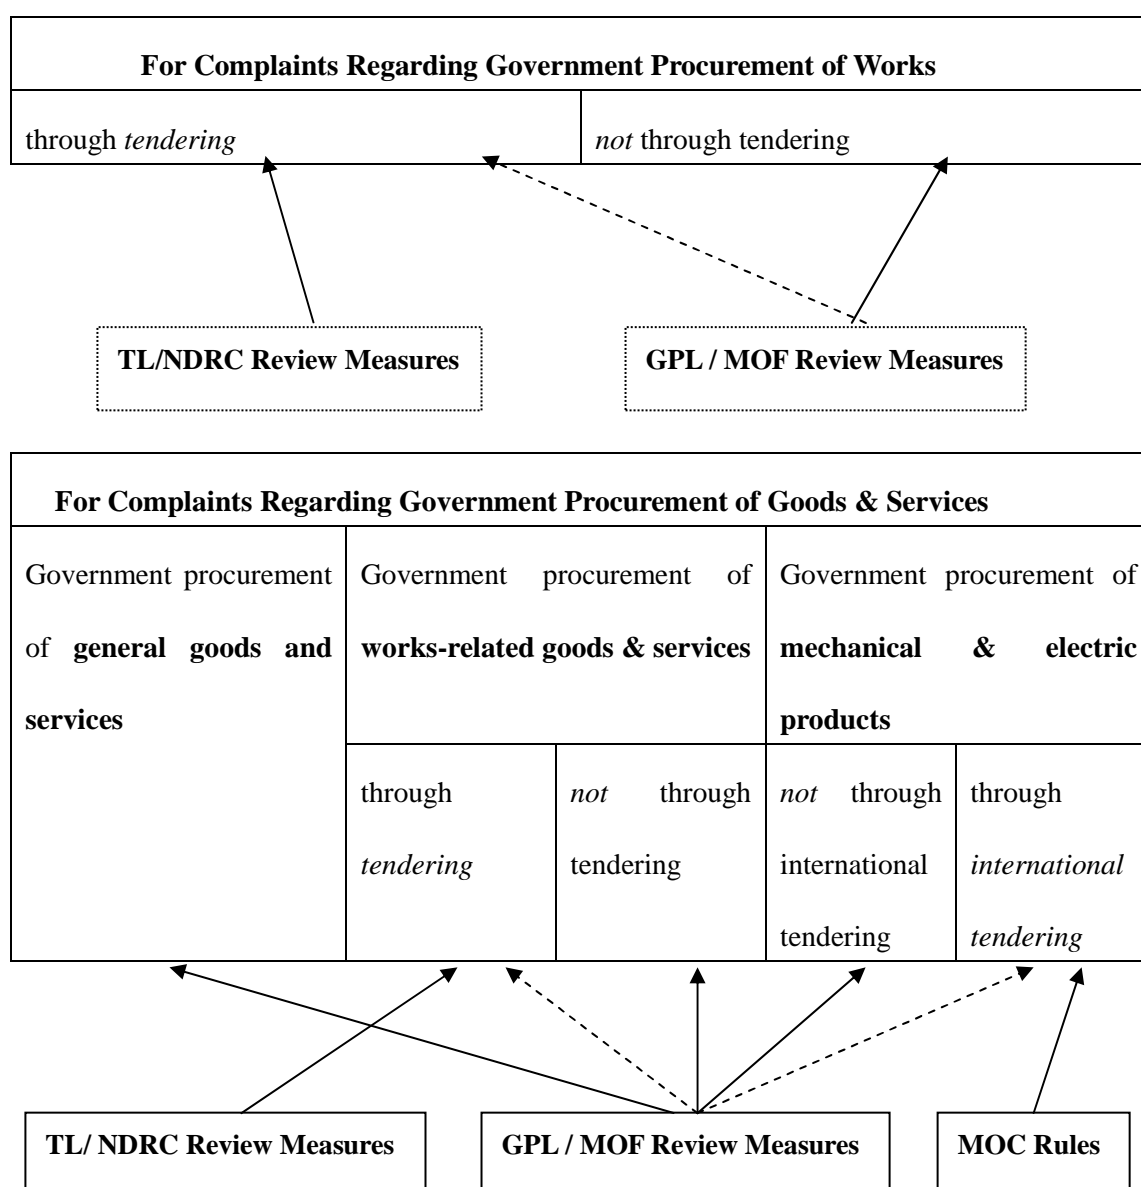 For Complaints Regarding Government Procurement of Works
through tendering
not through tendering
TL/NDRC Review Measures
GPL / MOF Review Measures
For Complaints Regarding Government Procurement of Goods & Services
Government procurement
of general goods and
services
Government procurement of
works-related goods & services
Government procurement of
mechanical & electric
products
through
tendering
not through
tendering
not through
international
tendering
through
international
tendering
TL/ NDRC Review Measures
GPL / MOF Review Measures
MOC Rules